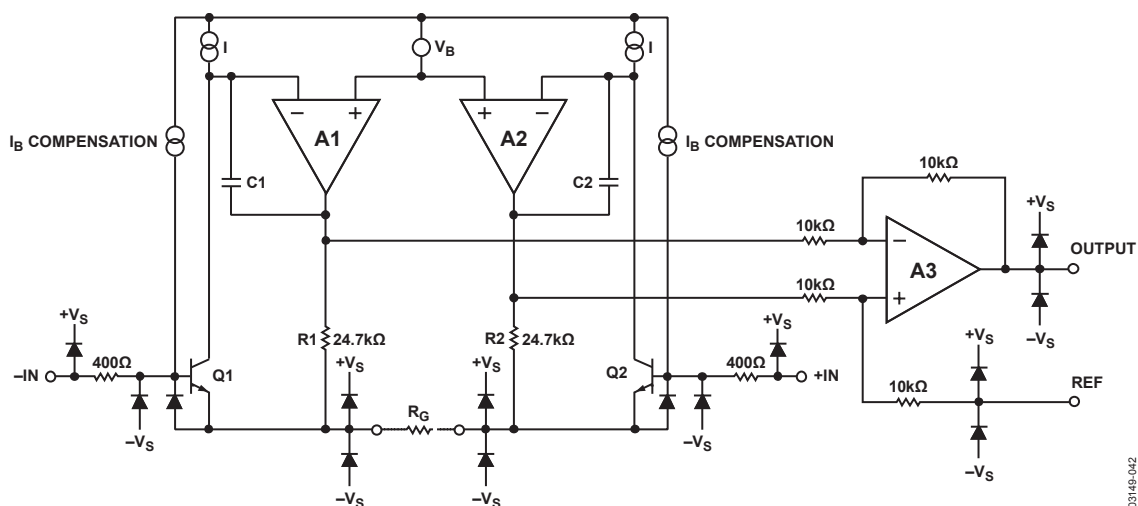 I
V_B
I
A1
−
+
A2
+
−
I_B COMPENSATION
I_B COMPENSATION
C1
C2
10kΩ
10kΩ
+V_S
OUTPUT
A3
−
+
10kΩ
−V_S
R1 24.7kΩ
R2 24.7kΩ
+V_S
+V_S
−IN
400Ω
Q1
+V_S
+V_S
Q2
400Ω
+IN
+V_S
10kΩ
REF
R_G
−V_S
−V_S
−V_S
−V_S
−V_S
03149-042